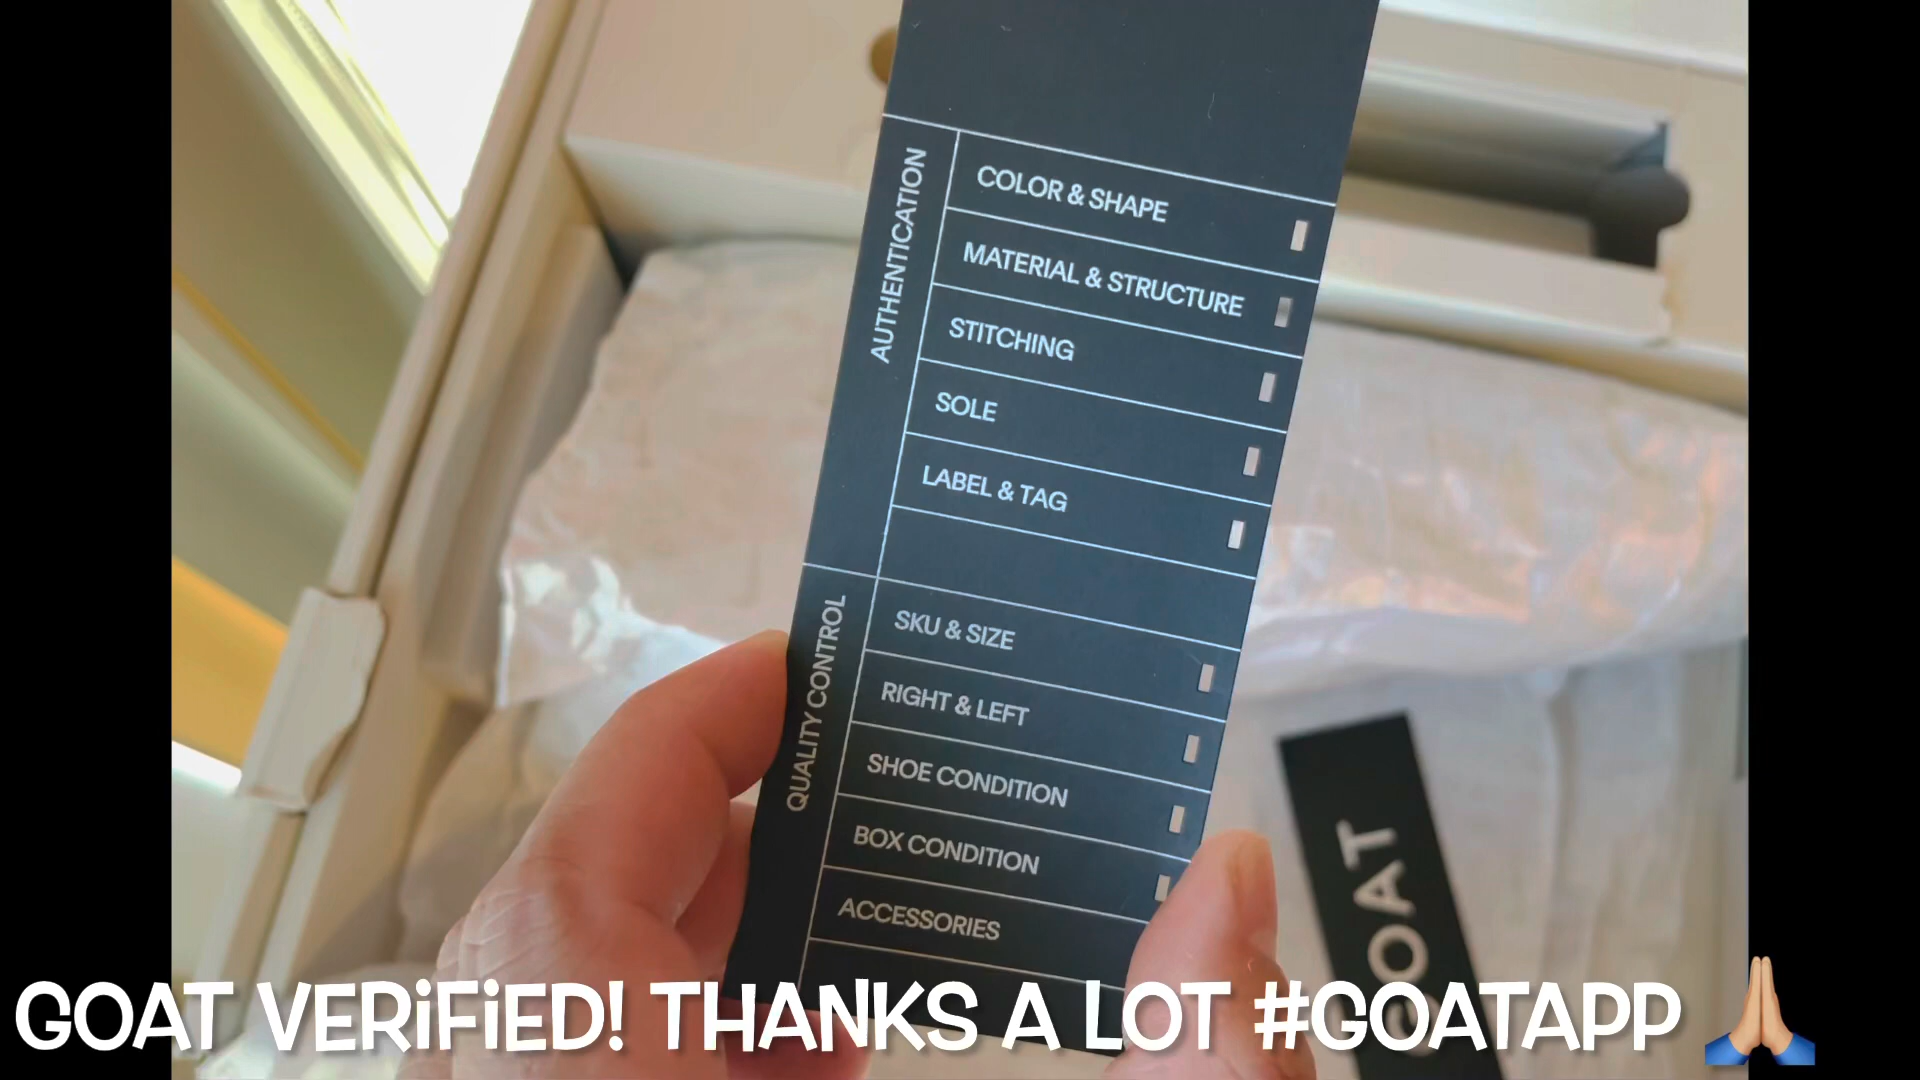 AUTHENTICATION
COLOR & SHAPE
MATERIAL & STRUCTURE
STITCHING
SOLE
LABEL & TAG
QUALITY CONTROL
SKU & SIZE
RIGHT & LEFT
SHOE CONDITION
BOX CONDITION
ACCESSORIES
GOAT
GOAT VERiFiED! THANKS A LOT #GOATAPP 🙏🏼